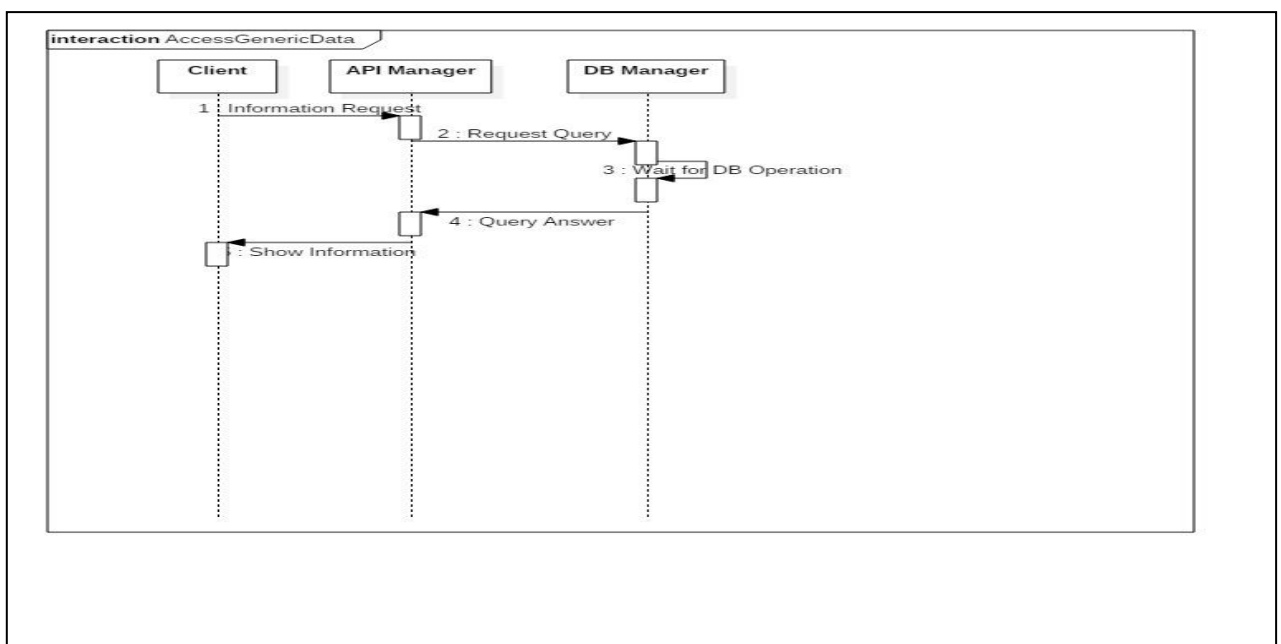 interaction AccessGenericData
Client
API Manager
DB Manager
1 : Information Request
2 : Request Query
3 : Wait for DB Operation
4 : Query Answer
: Show Information